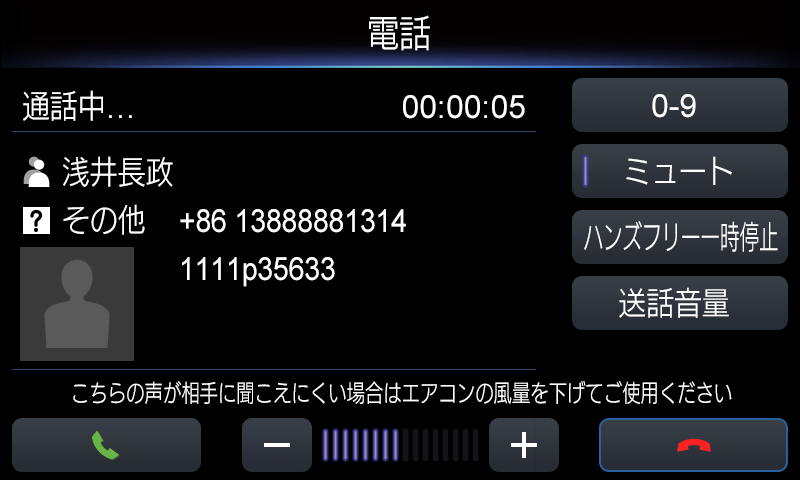 電話
通話中... 00:00:05
0-9
浅井長政
ミュート
? その他 +86 13888881314
1111p35633
ハンズフリー一時停止
送話音量
こちらの声が相手に聞こえにくい場合はエアコンの風量を下げてご使用ください
− +